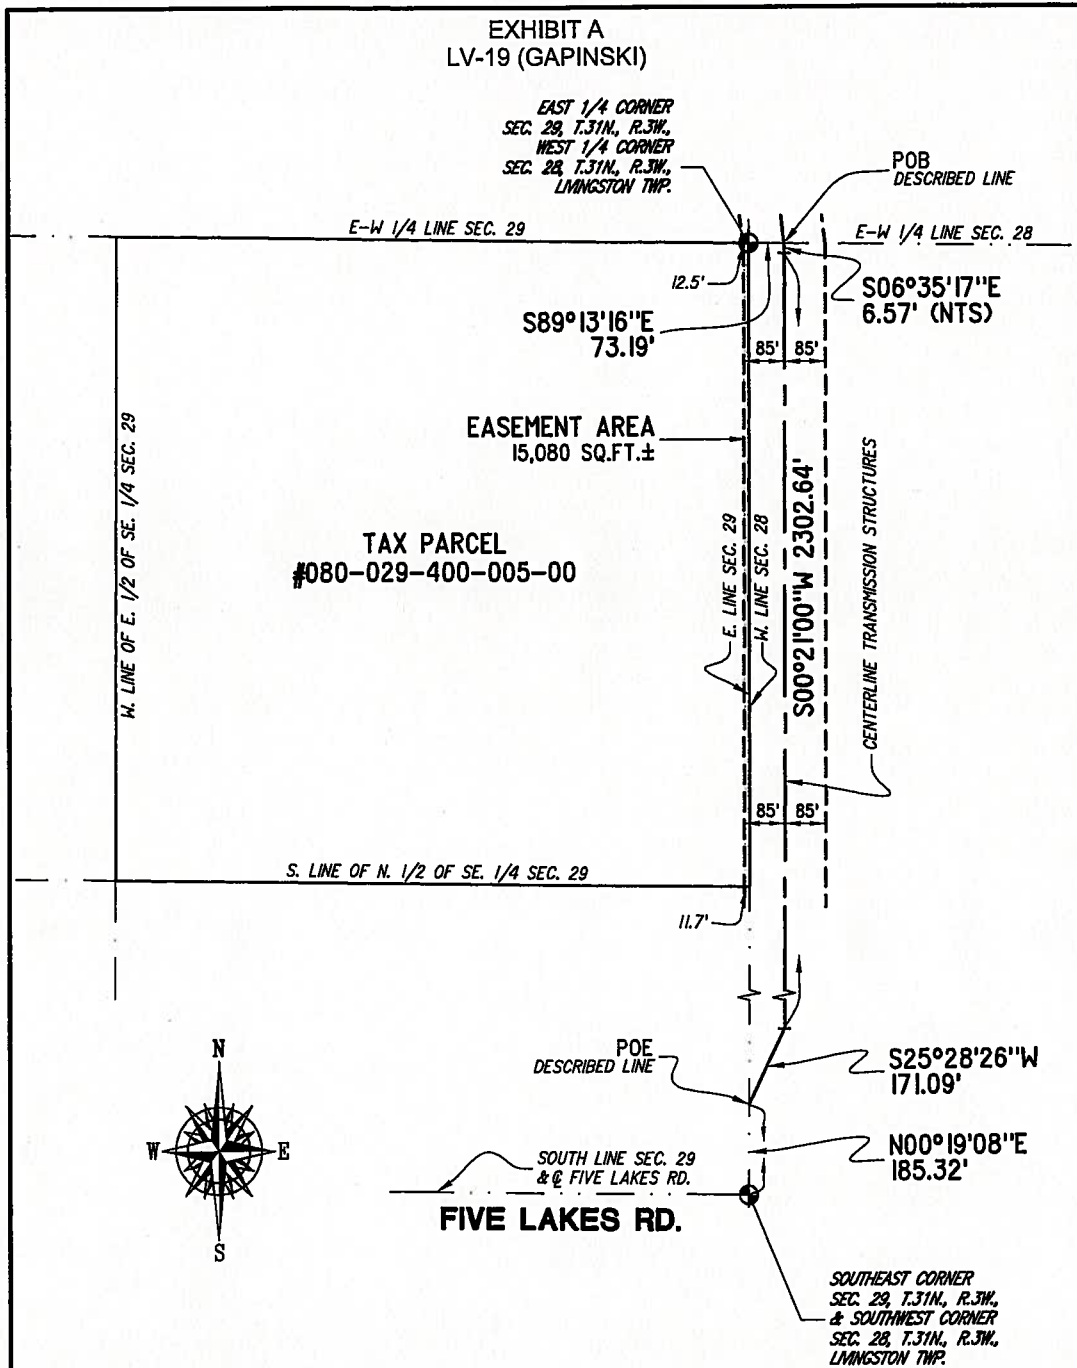 EXHIBIT A
LV-19 (GAPINSKI)
EAST 1/4 CORNER
SEC. 29, T.31N., R.3W.,
WEST 1/4 CORNER
SEC. 28, T.31N., R.3W.,
LIVINGSTON TWP.
POB
DESCRIBED LINE
E-W 1/4 LINE SEC. 29
E-W 1/4 LINE SEC. 28
12.5'
S06°35'17"E
6.57' (NTS)
S89°13'16"E
73.19'
85'
85'
EASEMENT AREA
15,080 SQ.FT.±
W. LINE OF E. 1/2 OF SE. 1/4 SEC. 29
TAX PARCEL
#080-029-400-005-00
E. LINE SEC. 29
W. LINE SEC. 28
S00°21'00"W 2302.64'
CENTERLINE TRANSMISSION STRUCTURES
85'
85'
S. LINE OF N. 1/2 OF SE. 1/4 SEC. 29
11.7'
POE
DESCRIBED LINE
S25°28'26"W
171.09'
N
W
E
S
N00°19'08"E
185.32'
SOUTH LINE SEC. 29
& ℄ FIVE LAKES RD.
FIVE LAKES RD.
SOUTHEAST CORNER
SEC. 29, T.31N., R.3W.,
& SOUTHWEST CORNER
SEC. 28, T.31N., R.3W.,
LIVINGSTON TWP.